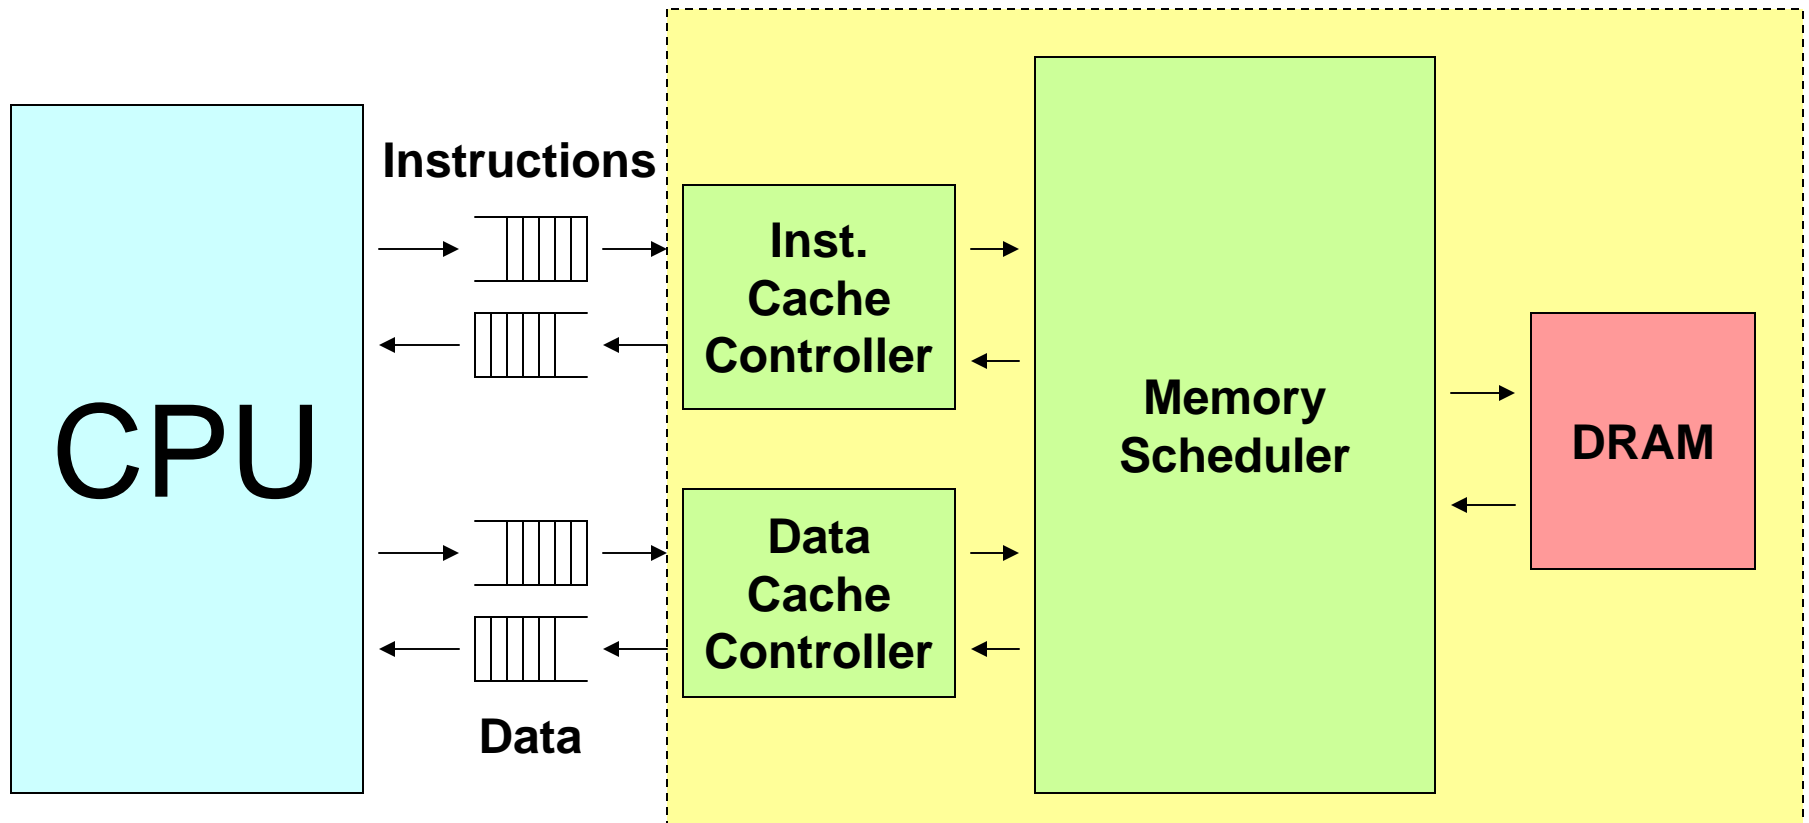 CPU
Instructions
Inst.
Cache
Controller
Data
Cache
Controller
Data
Memory
Scheduler
DRAM